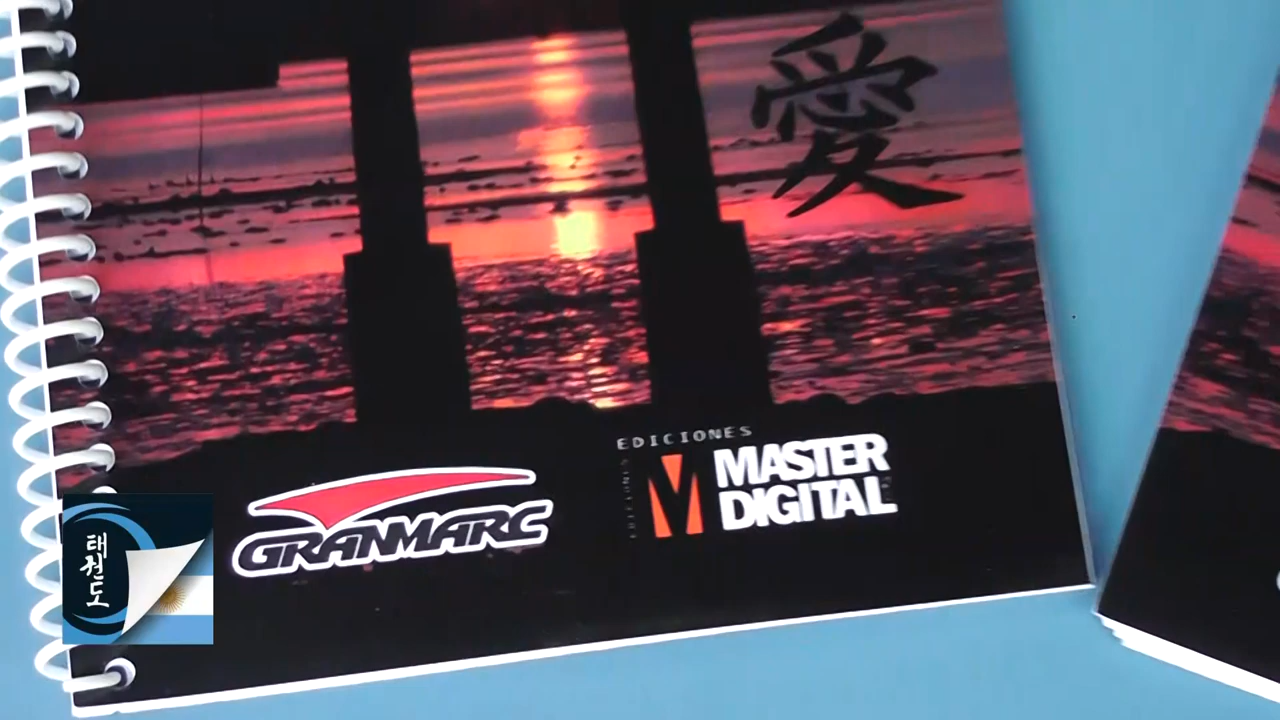 愛
EDICIONES
MASTER
DIGITAL
GRANMARC
태권도